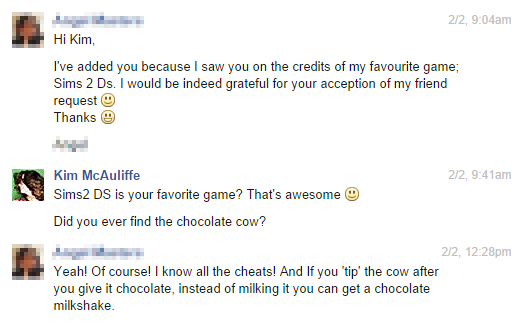 2/2, 9:04am
Hi Kim,
I've added you because I saw you on the credits of my favourite game;
Sims 2 Ds. I would be indeed grateful for your acception of my friend
request
Thanks
Kim McAuliffe
2/2, 9:41am
Sims2 DS is your favorite game? That's awesome
Did you ever find the chocolate cow?
2/2, 12:28pm
Yeah! Of course! I know all the cheats! And If you 'tip' the cow after
you give it chocolate, instead of milking it you can get a chocolate
milkshake.